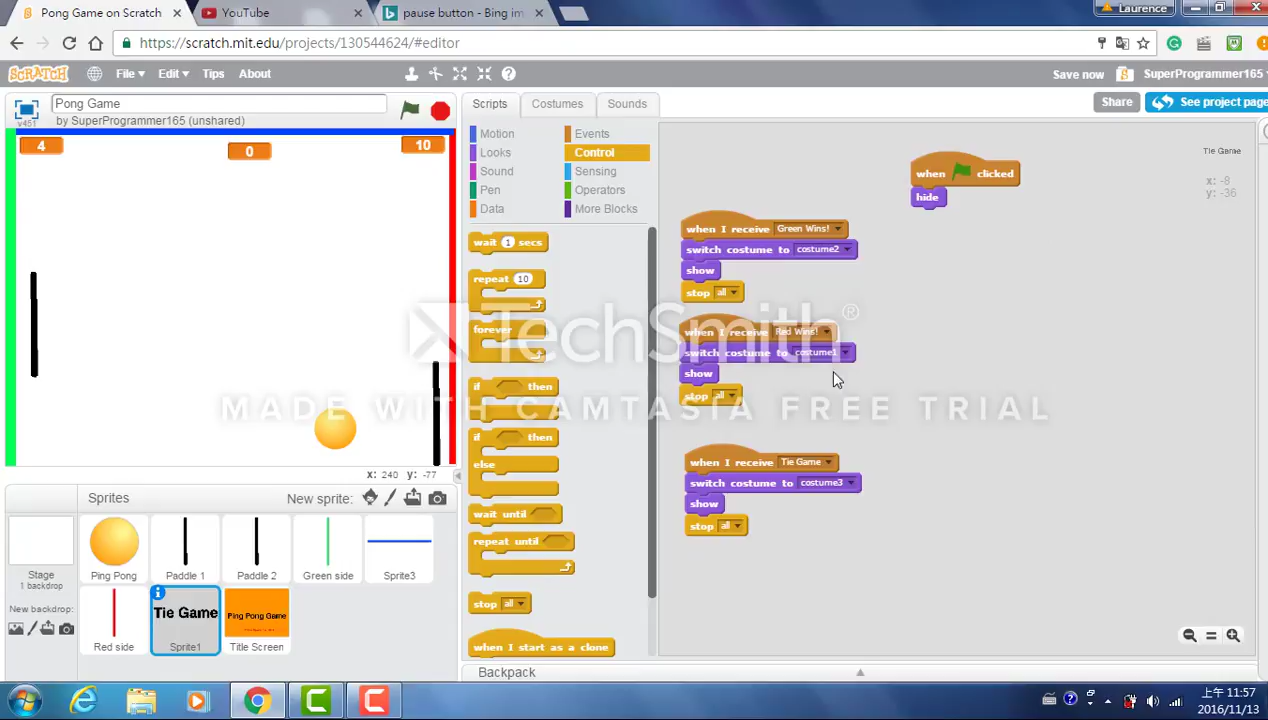 Pong Game on Scratch
YouTube
pause button - Bing im
Laurence
https://scratch.mit.edu/projects/130544624/#editor
SCRATCH
File
Edit
Tips
About
Save now
SuperProgrammer165
v451
Pong Game
by SuperProgrammer165 (unshared)
Scripts
Costumes
Sounds
Share
See project page
4
0
10
Motion
Looks
Sound
Pen
Data
Events
Control
Sensing
Operators
More Blocks
wait 1 secs
repeat 10
forever
if then
if then
else
wait until
repeat until
stop all
when I start as a clone
when clicked
hide
Tie Game
x: -8
y: -36
when I receive Green Wins!
switch costume to costume2
show
stop all
when I receive Red Wins!
switch costume to costume1
show
stop all
when I receive Tie Game
switch costume to costume3
show
stop all
TechSmith®
MADE WITH CAMTASIA FREE TRIAL
x: 240 y: -77
Sprites
New sprite:
Stage
1 backdrop
New backdrop:
Ping Pong
Paddle 1
Paddle 2
Green side
Sprite3
Red side
Tie Game
Sprite1
Ping Pong Game
Title Screen
Backpack
上午 11:57
2016/11/13